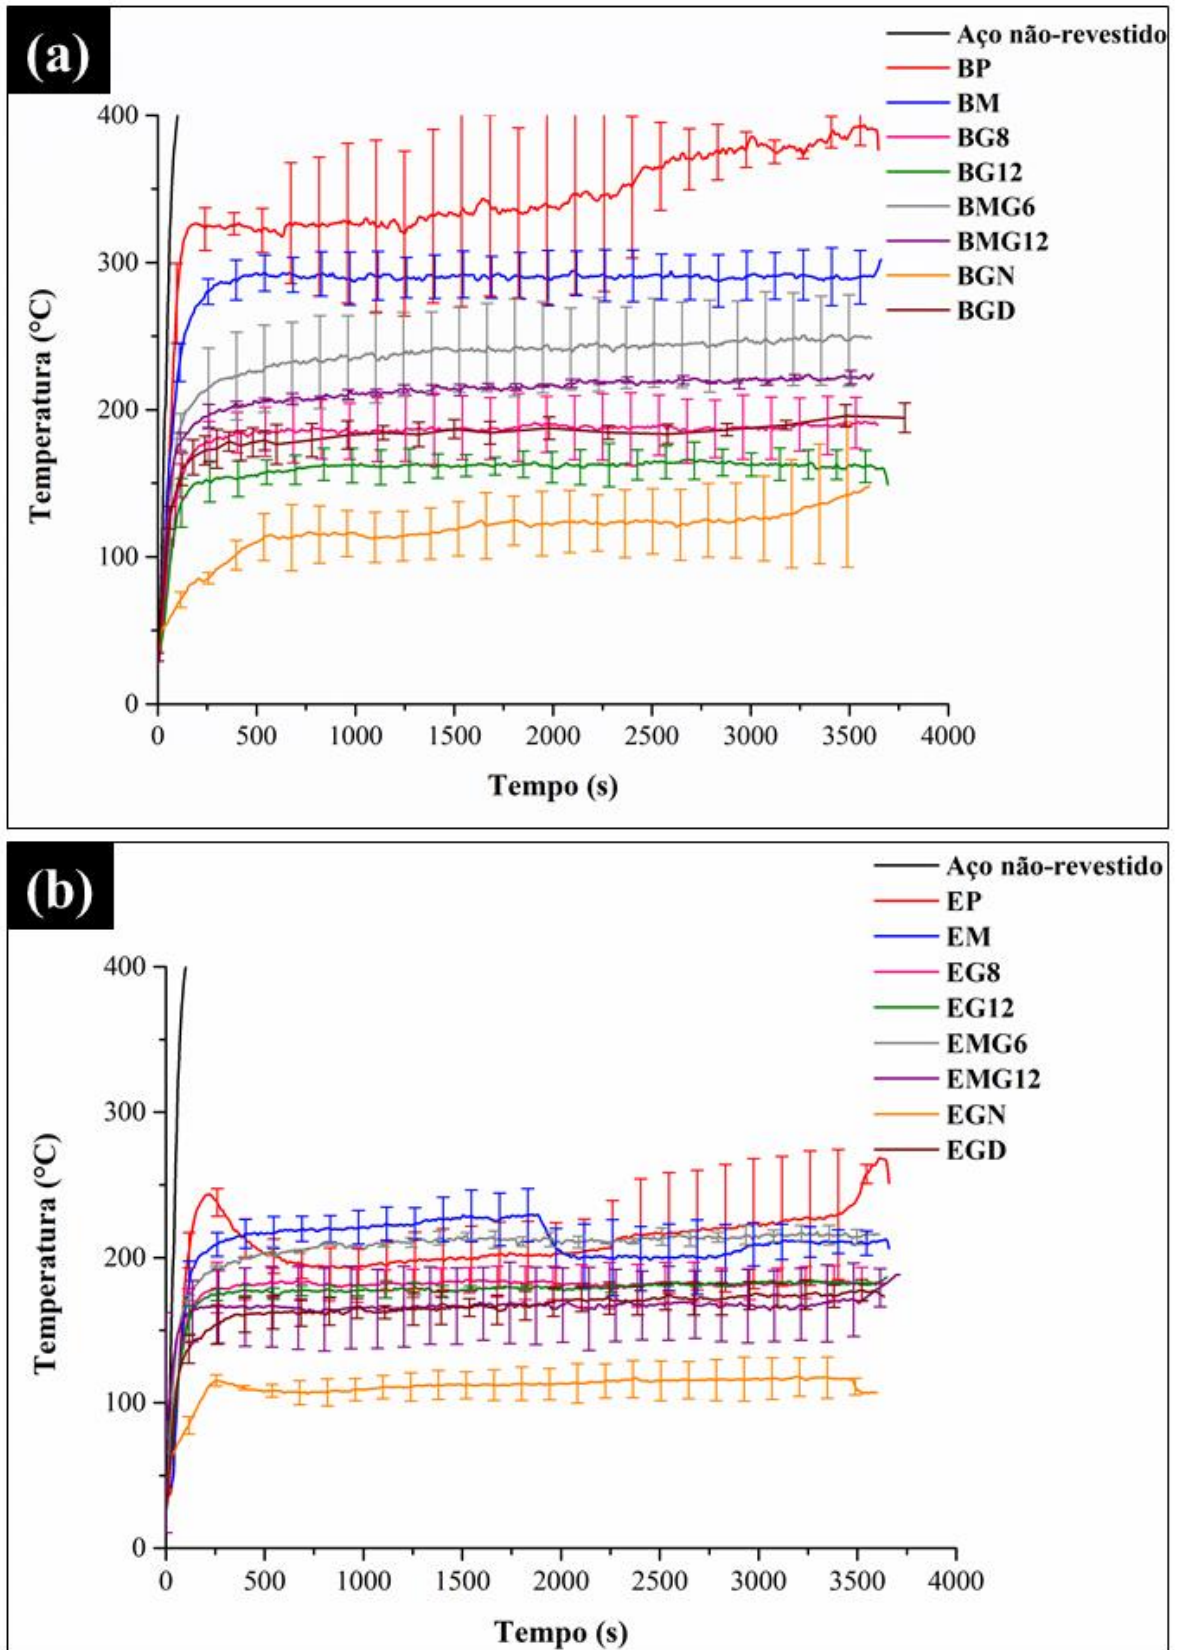 (a)
Aço não-revestido
BP
BM
BG8
BG12
BMG6
BMG12
BGN
BGD
400
300
200
100
0
Temperatura (°C)
0 500 1000 1500 2000 2500 3000 3500 4000
Tempo (s)
(b)
Aço não-revestido
EP
EM
EG8
EG12
EMG6
EMG12
EGN
EGD
400
300
200
100
0
Temperatura (°C)
0 500 1000 1500 2000 2500 3000 3500 4000
Tempo (s)